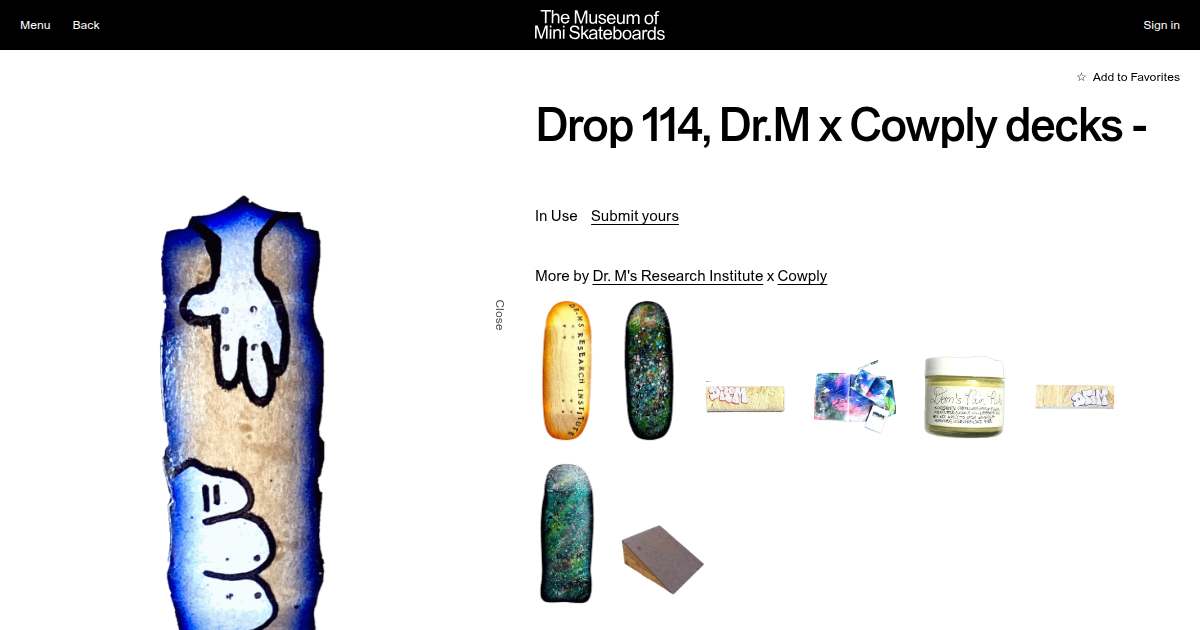 Menu
Back
The Museum of
Mini Skateboards
Sign in
☆ Add to Favorites
Drop 114, Dr.M x Cowply decks -
In Use
Submit yours
More by Dr. M's Research Institute x Cowply
Close
DR.M'S RESEARCH INSTITUTE